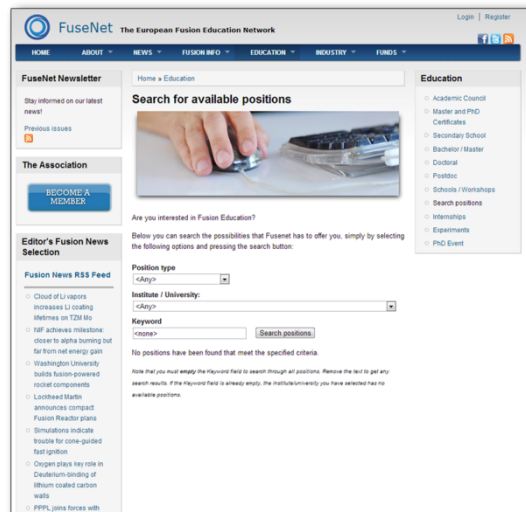 Login | Register
FuseNet The European Fusion Education Network
HOME ABOUT NEWS FUSION INFO EDUCATION INDUSTRY FUNDS
FuseNet Newsletter
Stay informed on our latest
news!
Previous issues
The Association
BECOME A
MEMBER
Editor's Fusion News
Selection
Fusion News RSS Feed
Cloud of Li vapors
increases Li coating
lifetimes on TZM Mo
NIF achieves milestone:
closer to alpha burning but
far from net energy gain
Washington University
builds fusion-powered
rocket components
Lockheed Martin
announces compact
Fusion Reactor plans
Simulations indicate
trouble for cone-guided
fast ignition
Oxygen plays key role in
Deuterium-binding of
lithium coated carbon
walls
PPPL joins forces with
Home » Education
Search for available positions
Are you interested in Fusion Education?
Below you can search the possibilities that Fusenet has to offer you, simply by selecting
the following options and pressing the search button:
Position type
<Any>
Institute / University:
<Any>
Keyword
<none> Search positions
No positions have been found that meet the specified criteria.
Note that you must empty the Keyword field to search through all positions. Remove the text to get any
search results. If the Keyword field is already empty, the institute/university you have selected has no
available positions.
Education
Academic Council
Master and PhD
Certificates
Secondary School
Bachelor / Master
Doctoral
Postdoc
Schools / Workshops
Search positions
Internships
Experiments
PhD Event